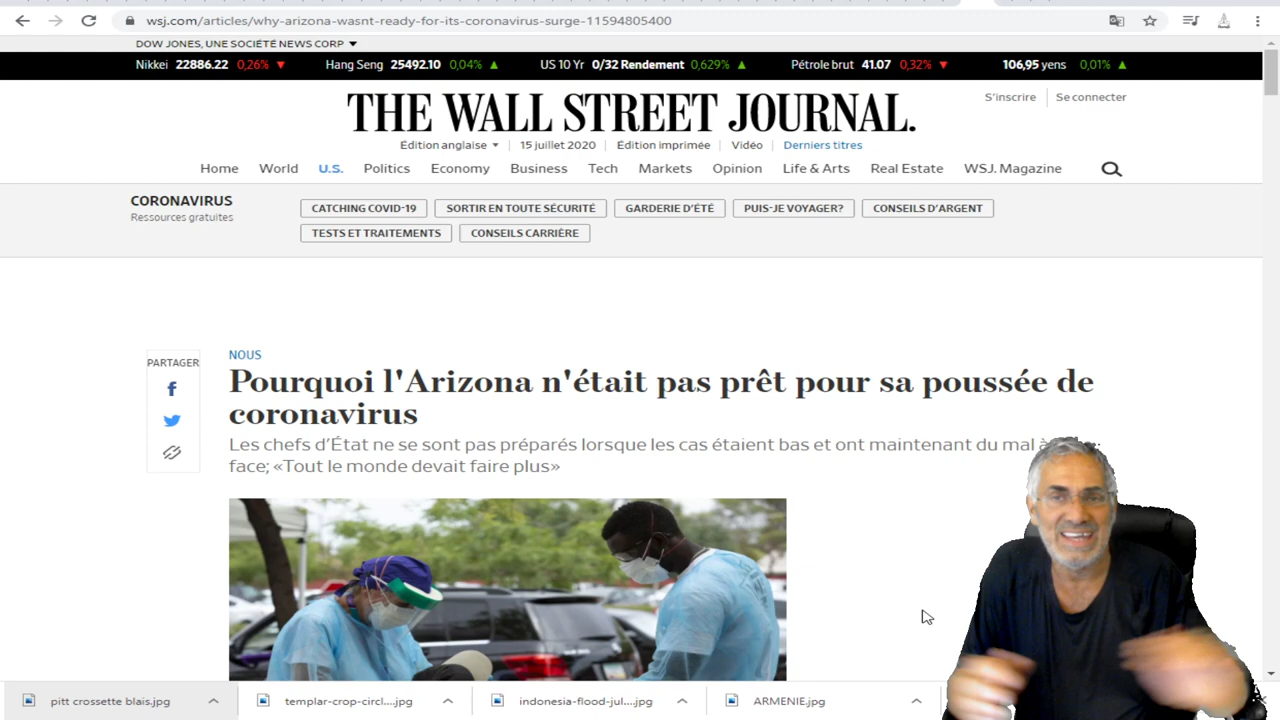 wsj.com/articles/why-arizona-wasnt-ready-for-its-coronavirus-surge-11594805400
DOW JONES, UNE SOCIÉTÉ NEWS CORP
Nikkei 22886.22 0,26% Hang Seng 25492.10 0,04% US 10 Yr 0/32 Rendement 0,629% Pétrole brut 41.07 0,32% 106,95 yens 0,01%
THE WALL STREET JOURNAL.
S'inscrire Se connecter
Édition anglaise 15 juillet 2020 Édition imprimée Vidéo Derniers titres
Home World U.S. Politics Economy Business Tech Markets Opinion Life & Arts Real Estate WSJ. Magazine
CORONAVIRUS
Ressources gratuites
CATCHING COVID-19 SORTIR EN TOUTE SÉCURITÉ GARDERIE D'ÉTÉ PUIS-JE VOYAGER? CONSEILS D'ARGENT
TESTS ET TRAITEMENTS CONSEILS CARRIÈRE
PARTAGER
NOUS
Pourquoi l'Arizona n'était pas prêt pour sa poussée de
coronavirus
Les chefs d'État ne se sont pas préparés lorsque les cas étaient bas et ont maintenant du mal à
face; «Tout le monde devait faire plus»
pitt crossette blais.jpg templar-crop-circl....jpg indonesia-flood-jul....jpg ARMENIE.jpg